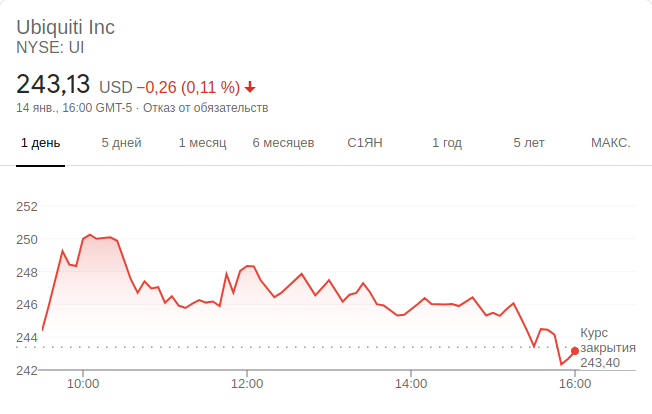 Ubiquiti Inc
NYSE: UI
243,13 USD −0,26 (0,11 %)
14 янв., 16:00 GMT-5 · Отказ от обязательств
1 день 5 дней 1 месяц 6 месяцев С1ЯН 1 год 5 лет МАКС.
252
250
248
246
244
242
Курс
закрытия
243,40
10:00 12:00 14:00 16:00